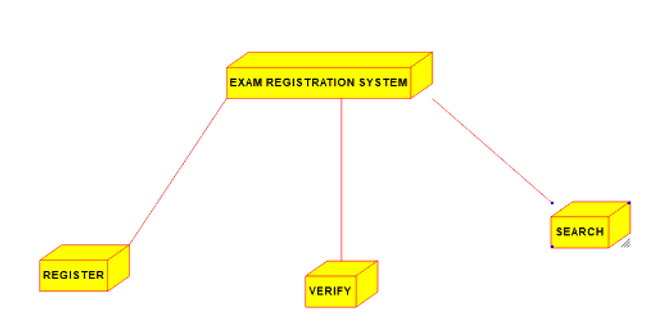 EXAM REGISTRATION SYSTEM
REGISTER
VERIFY
SEARCH